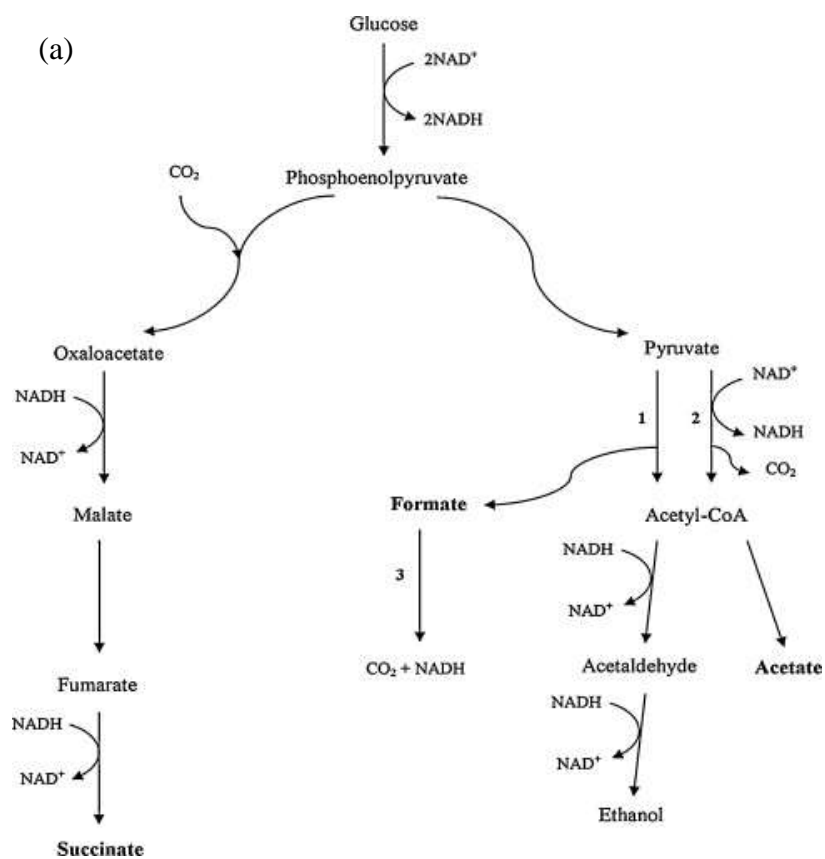 (a)
Glucose
2NAD⁺
2NADH
CO₂
Phosphoenolpyruvate
Oxaloacetate
Pyruvate
NADH
NAD⁺
1
2
NAD⁺
NADH
CO₂
Malate
Formate
Acetyl-CoA
3
NADH
NAD⁺
CO₂ + NADH
Acetaldehyde
Acetate
Fumarate
NADH
NAD⁺
NADH
NAD⁺
Ethanol
Succinate